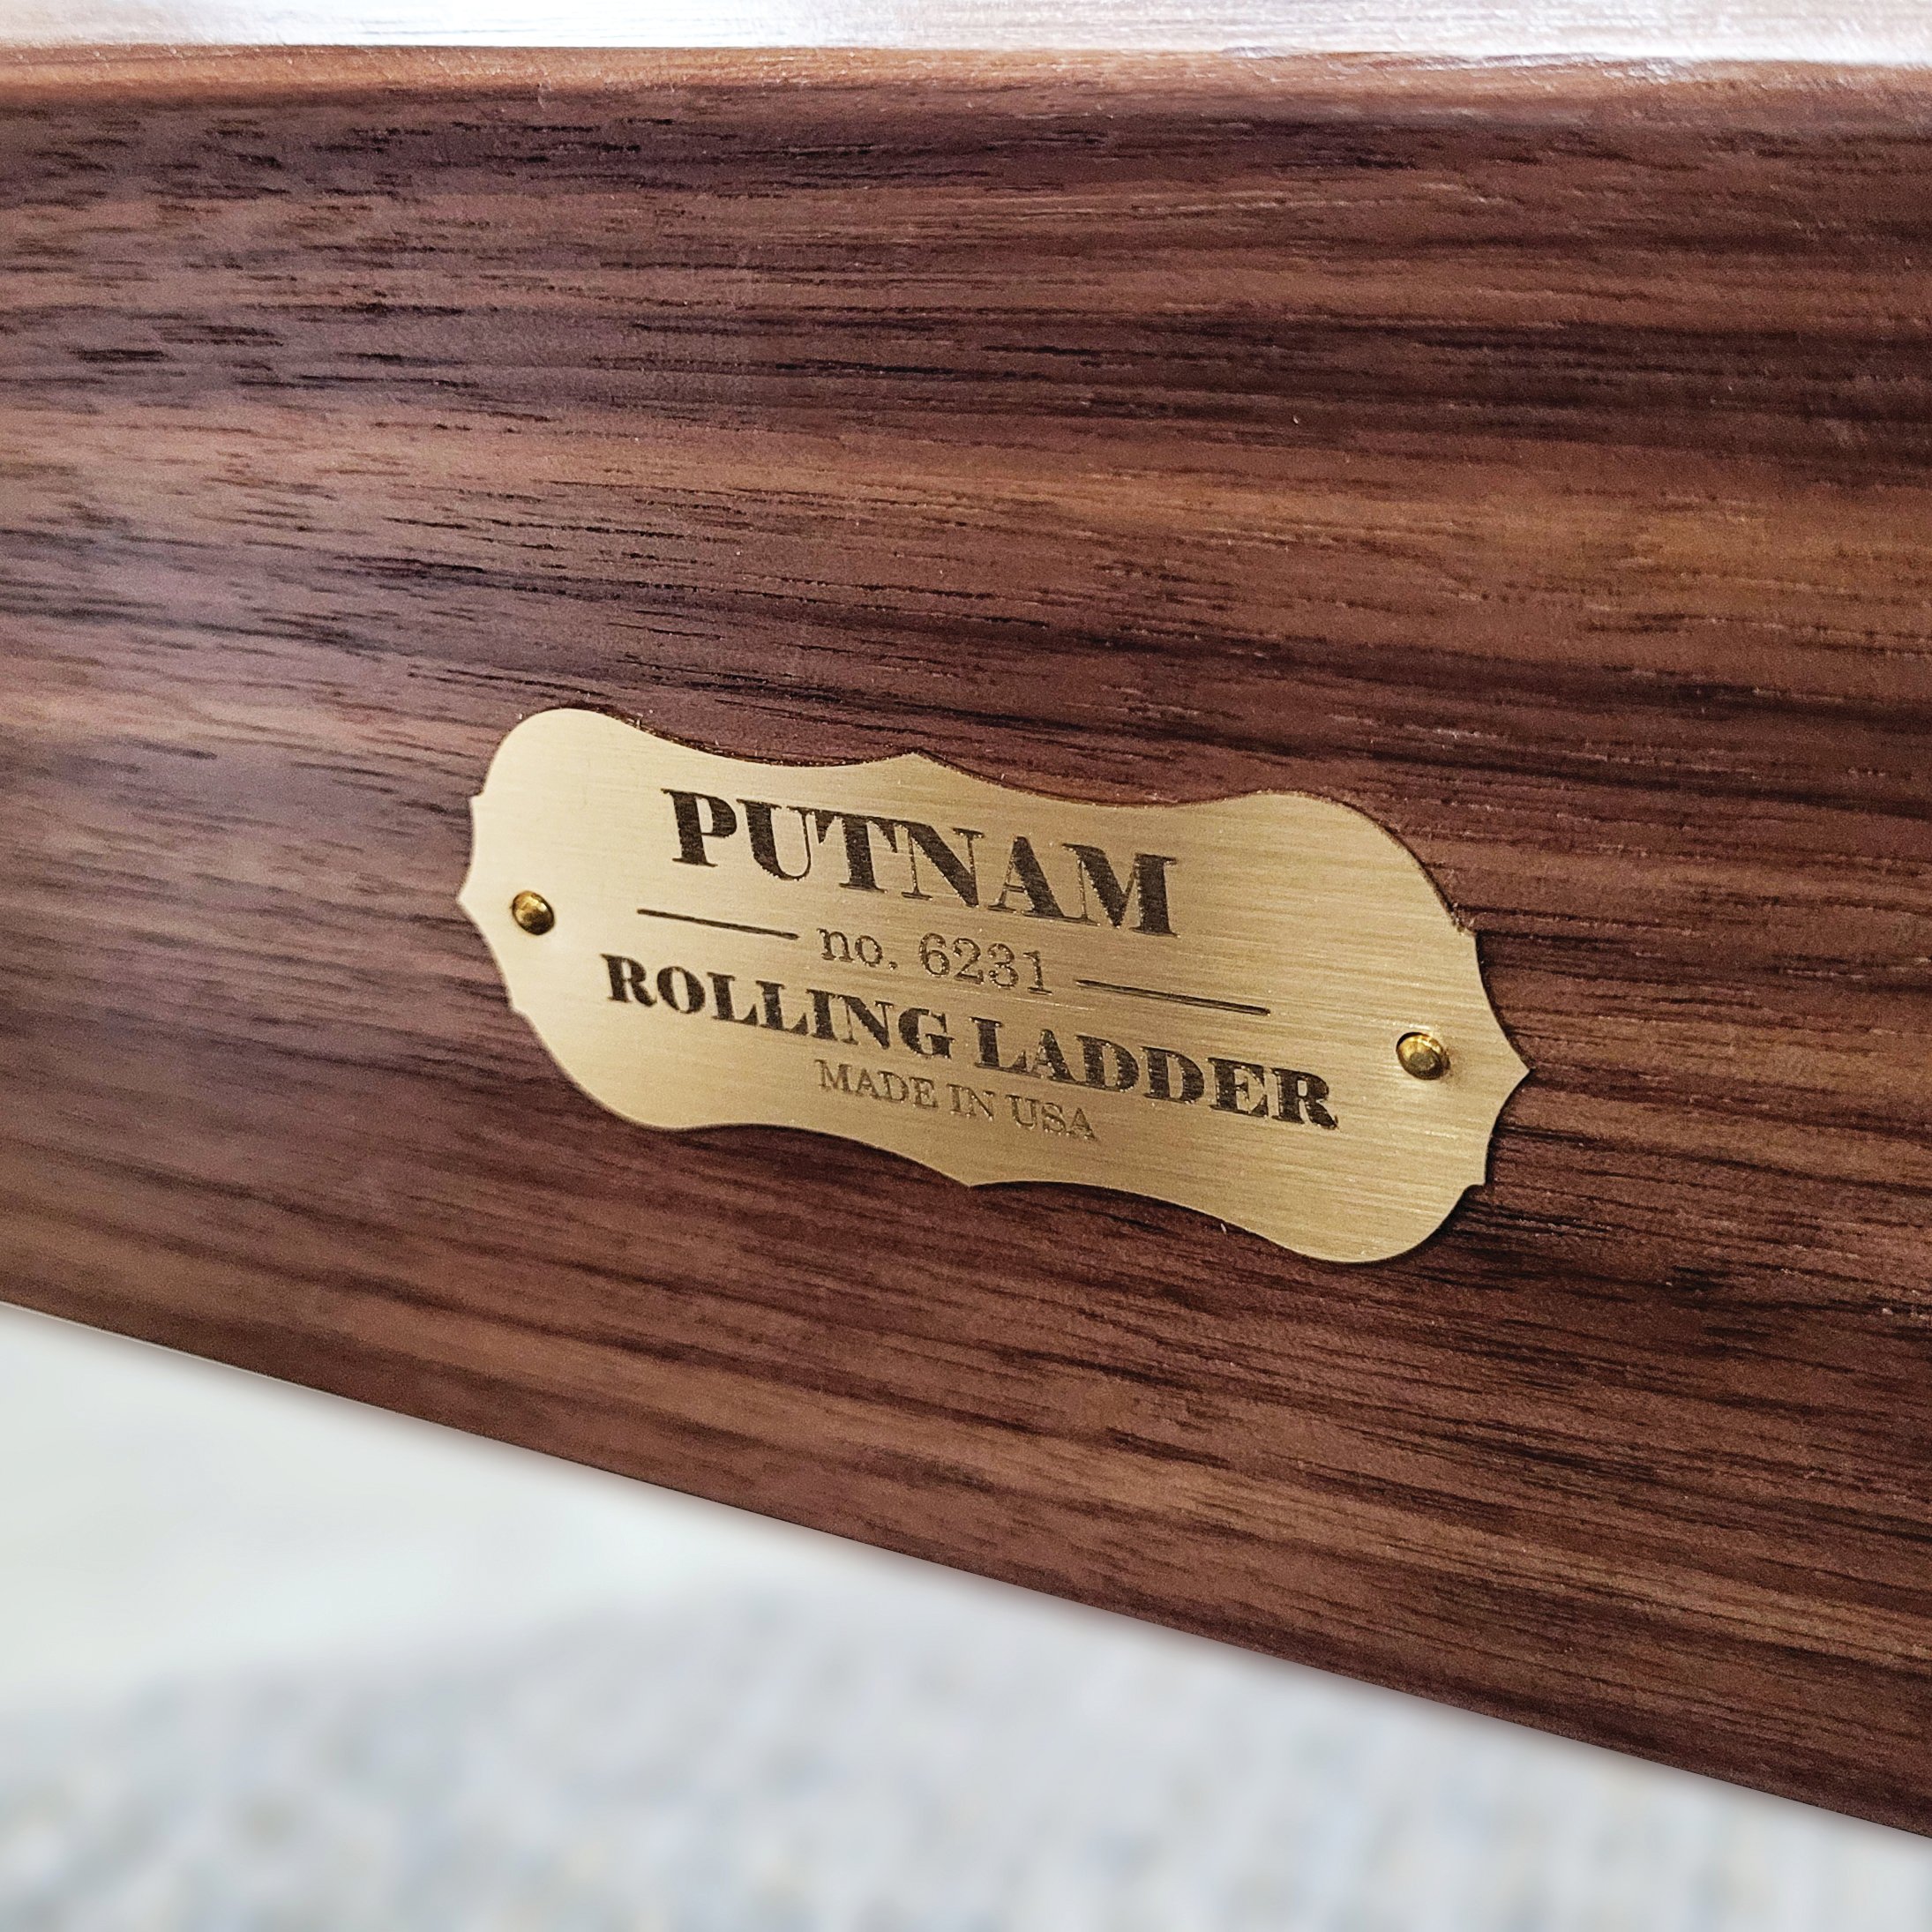 PUTNAM
no. 6231
ROLLING LADDER
MADE IN USA